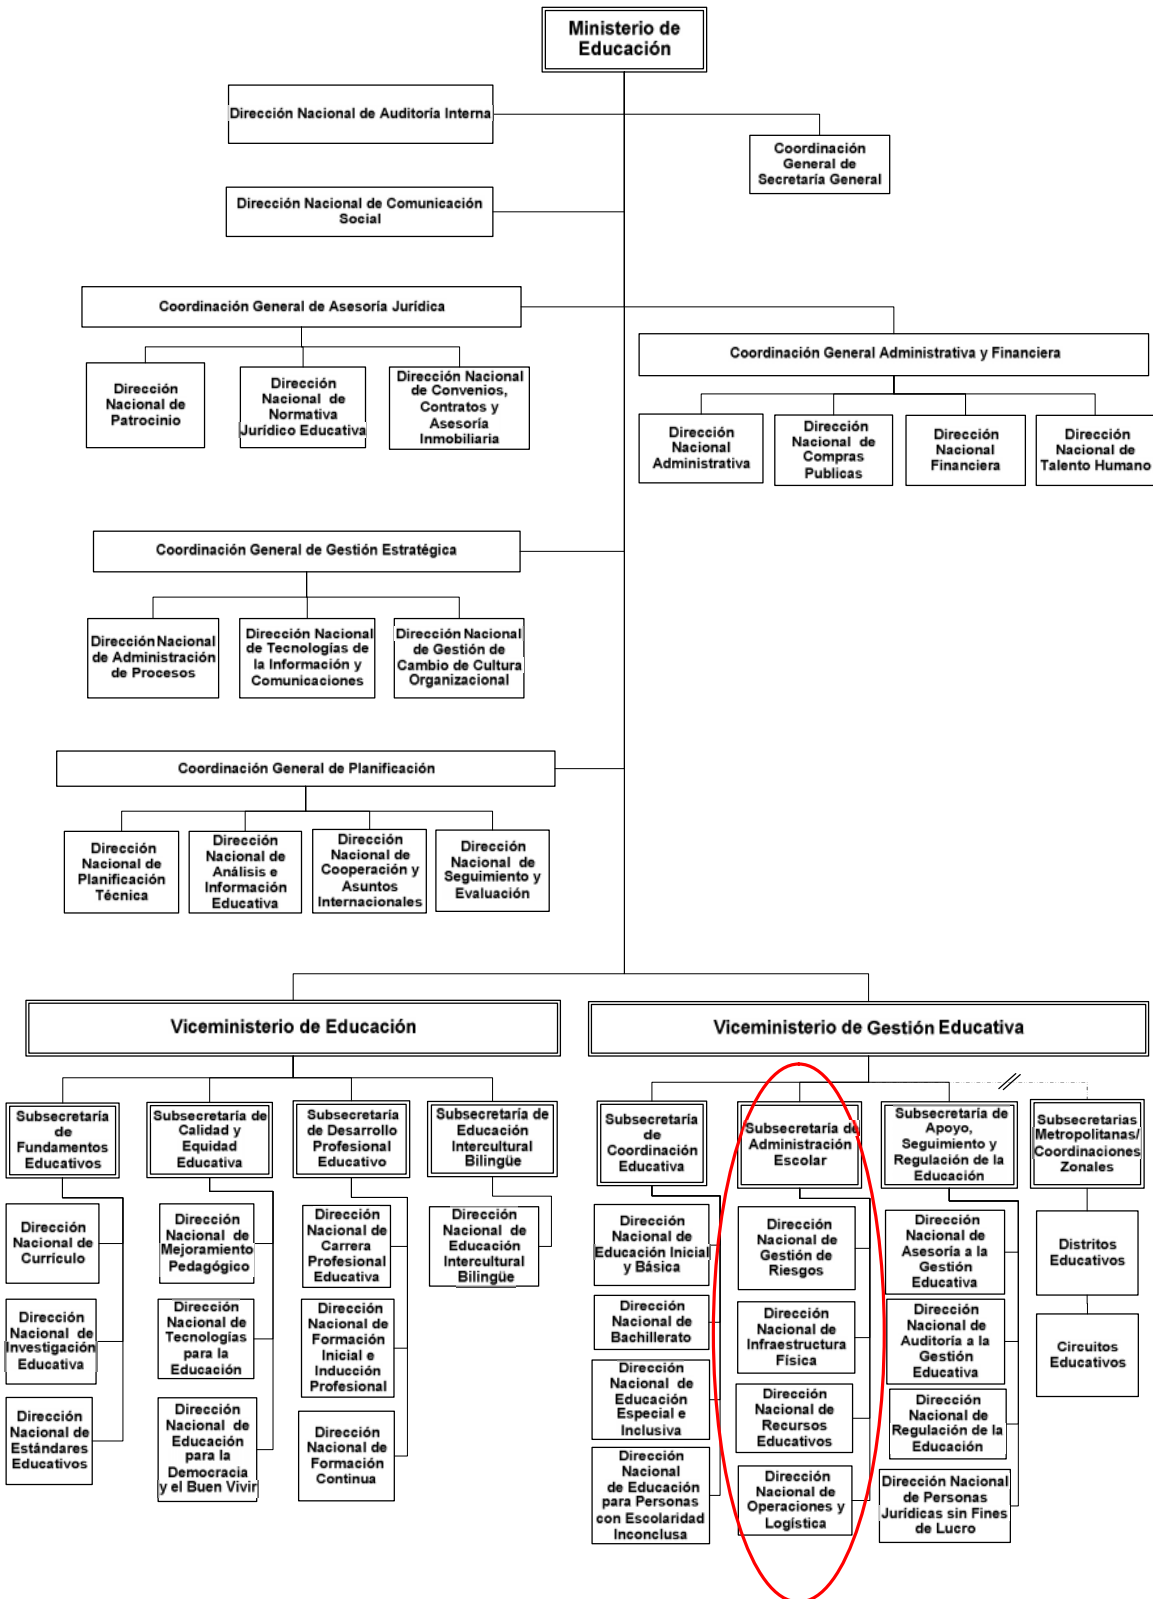 Ministerio de
Educación
Dirección Nacional de Auditoría Interna
Coordinación
General de
Secretaría General
Dirección Nacional de Comunicación
Social
Coordinación General de Asesoría Jurídica
Coordinación General Administrativa y Financiera
Dirección
Nacional de
Patrocinio
Dirección
Nacional de
Normativa
Jurídico Educativa
Dirección Nacional
de Convenios,
Contratos y
Asesoría
Inmobiliaria
Dirección
Nacional
Administrativa
Dirección
Nacional de
Compras
Publicas
Dirección
Nacional
Financiera
Dirección
Nacional de
Talento Humano
Coordinación General de Gestión Estratégica
Dirección Nacional
de Administración
de Procesos
Dirección Nacional
de Tecnologías de
la Información y
Comunicaciones
Dirección Nacional
de Gestión de
Cambio de Cultura
Organizacional
Coordinación General de Planificación
Dirección
Nacional de
Planificación
Técnica
Dirección
Nacional de
Análisis e
Información
Educativa
Dirección
Nacional de
Cooperación y
Asuntos
Internacionales
Dirección
Nacional de
Seguimiento y
Evaluación
Viceministerio de Educación
Viceministerio de Gestión Educativa
Subsecretaría
de
Fundamentos
Educativos
Subsecretaría de
Calidad y
Equidad
Educativa
Subsecretaría
de Desarrollo
Profesional
Educativo
Subsecretaría de
Educación
Intercultural
Bilingüe
Subsecretaría
de
Coordinación
Educativa
Subsecretaría de
Administración
Escolar
Subsecretaría de
Apoyo,
Seguimiento y
Regulación de la
Educación
Subsecretarias
Metropolitanas/
Coordinaciones
Zonales
Dirección
Nacional de
Currículo
Dirección
Nacional de
Investigación
Educativa
Dirección
Nacional de
Estándares
Educativos
Dirección
Nacional de
Mejoramiento
Pedagógico
Dirección
Nacional de
Tecnologías
para la
Educación
Dirección
Nacional de
Educación
para la
Democracia
y el Buen Vivir
Dirección
Nacional de
Carrera
Profesional
Educativa
Dirección
Nacional de
Formación
Inicial e
Inducción
Profesional
Dirección
Nacional de
Formación
Continua
Dirección
Nacional de
Educación
Intercultural
Bilingüe
Dirección
Nacional de
Educación Inicial
y Básica
Dirección
Nacional de
Bachillerato
Dirección
Nacional de
Educación
Especial e
Inclusiva
Dirección
Nacional
de Educación
para Personas
con Escolaridad
Inconclusa
Dirección
Nacional de
Gestión de
Riesgos
Dirección
Nacional de
Infraestructura
Física
Dirección
Nacional de
Recursos
Educativos
Dirección
Nacional de
Operaciones y
Logística
Dirección
Nacional de
Asesoría a la
Gestión
Educativa
Dirección
Nacional de
Auditoría a la
Gestión
Educativa
Dirección
Nacional de
Regulación de la
Educación
Dirección Nacional
de Personas
Jurídicas sin Fines
de Lucro
Distritos
Educativos
Circuitos
Educativos